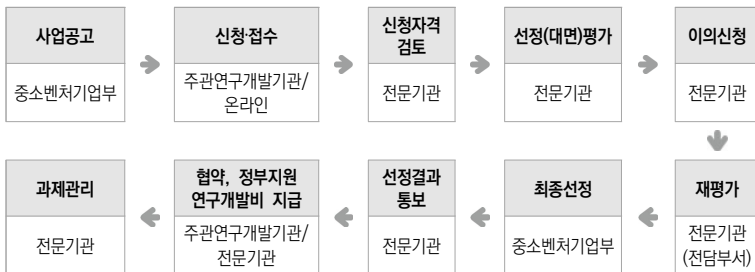 사업공고
중소벤처기업부
신청·접수
주관연구개발기관/
온라인
신청자격
검토
전문기관
선정(대면)평가
전문기관
이의신청
전문기관
재평가
전문기관
(전담부서)
최종선정
중소벤처기업부
선정결과
통보
전문기관
협약, 정부지원
연구개발비 지급
주관연구개발기관/
전문기관
과제관리
전문기관